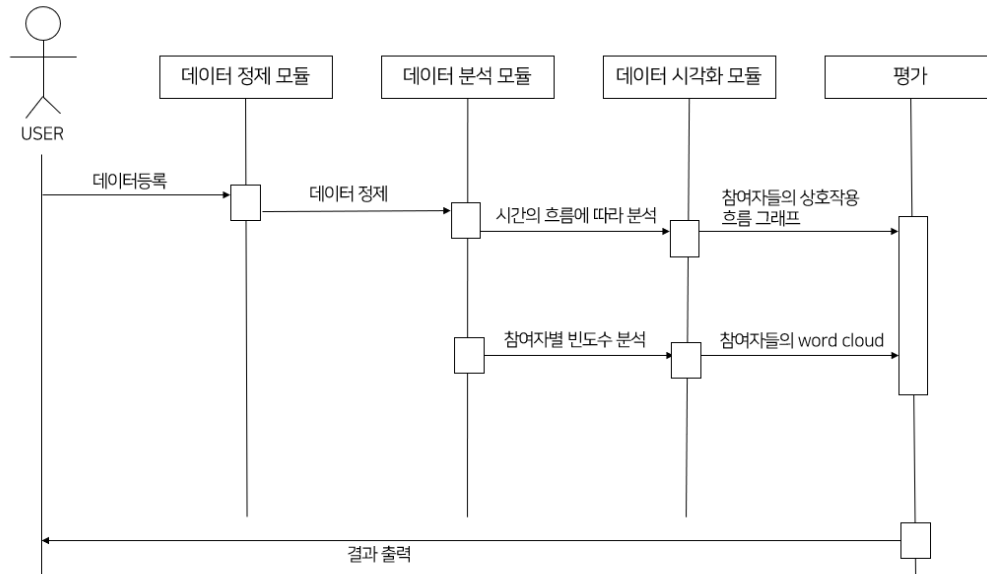 데이터 정제 모듈
데이터 분석 모듈
데이터 시각화 모듈
평가
USER
데이터등록
데이터 정제
시간의 흐름에 따라 분석
참여자들의 상호작용
흐름 그래프
참여자별 빈도수 분석
참여자들의 word cloud
결과 출력